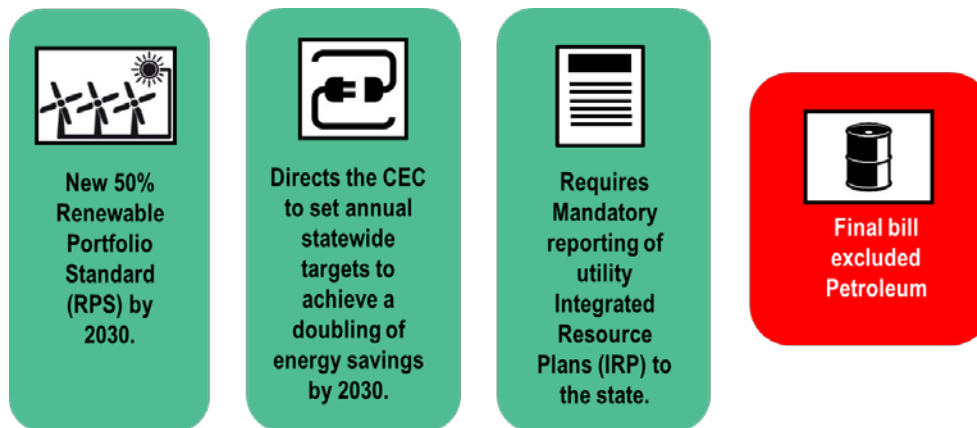 New 50%
Renewable
Portfolio
Standard
(RPS) by
2030.
Directs the CEC
to set annual
statewide
targets to
achieve a
doubling of
energy savings
by 2030.
Requires
Mandatory
reporting of
utility
Integrated
Resource
Plans (IRP) to
the state.
Final bill
excluded
Petroleum